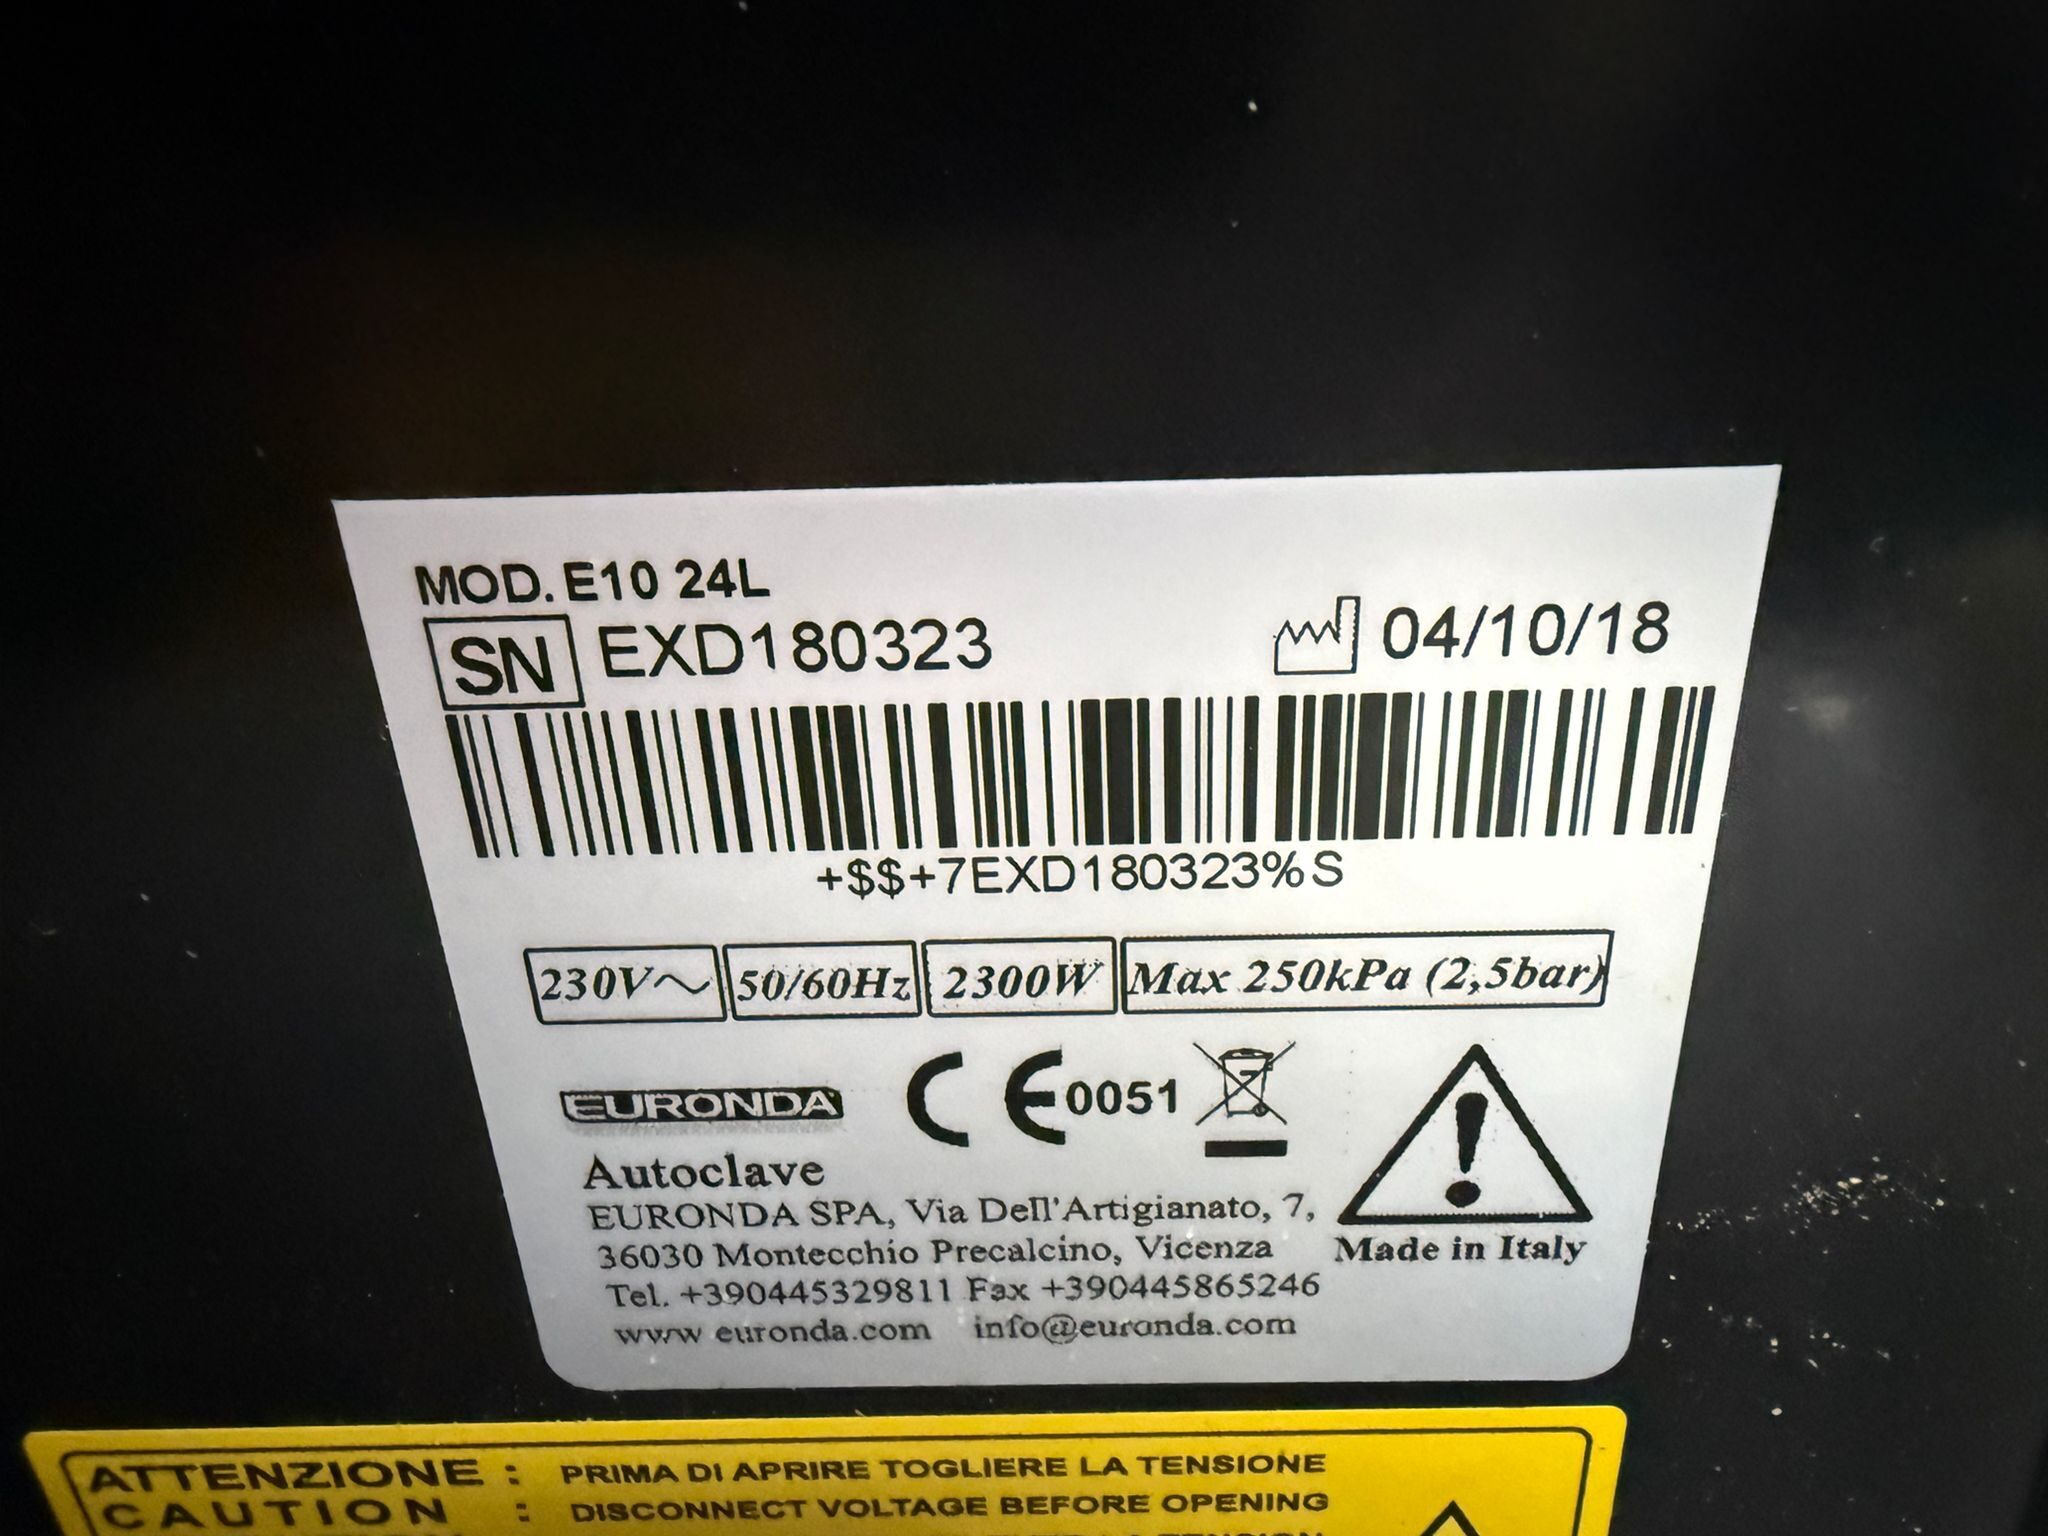 MOD. E10 24L
SN EXD180323 04/10/18
+$$+7EXD180323%S
230V~ 50/60Hz 2300W Max 250kPa (2,5bar)
EURONDA CE 0051
Autoclave
EURONDA SPA, Via Dell'Artigianato, 7,
36030 Montecchio Precalcino, Vicenza
Made in Italy
Tel. +390445329811 Fax +390445865246
www euronda.com info@euronda.com
ATTENZIONE : PRIMA DI APRIRE TOGLIERE LA TENSIONE
CAUTION : DISCONNECT VOLTAGE BEFORE OPENING